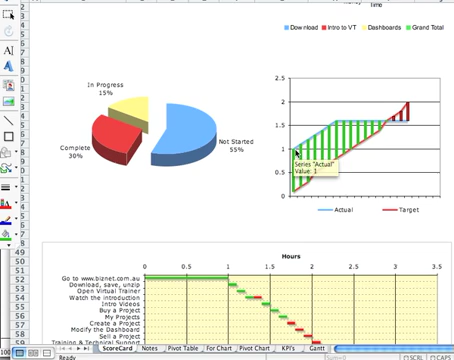 Time
Download Intro to VT Dashboards Grand Total
In Progress
15%
Complete
30%
Not Started
55%
2.5
2
1.5
1
0.5
0
Series "Actual"
Value: 1
Actual Target
Hours
0 0.5 1 1.5 2 2.5 3 3.5
Go to www.biznet.com.au
Download, save, unzip
Open Virtual Trainer
Watch the introduction
Intro Videos
Buy a Project
My Projects
Create a Project
Modify the Dashboard
Sell a Project
Training & Technical Support
49
50
51
52
53
54
55
56
57
58
59
ScoreCard Notes Pivot Table For Chart Pivot Chart KPI's Gantt
Ready SCRL CAPS